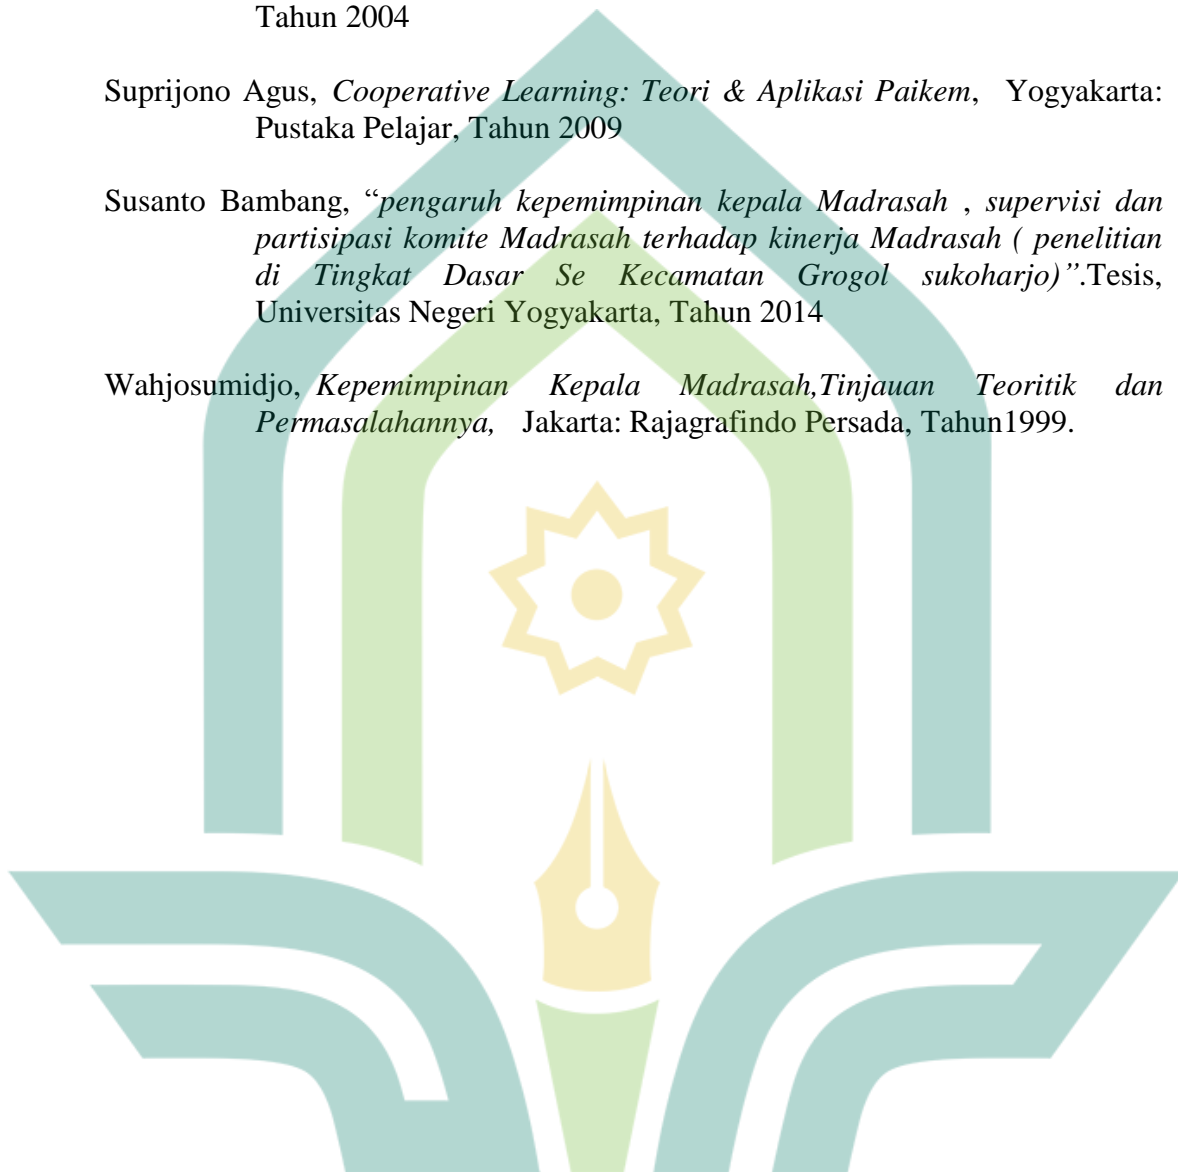 Tahun 2004
Suprijono Agus, Cooperative Learning: Teori & Aplikasi Paikem, Yogyakarta:
Pustaka Pelajar, Tahun 2009
Susanto Bambang, “pengaruh kepemimpinan kepala Madrasah , supervisi dan
partisipasi komite Madrasah terhadap kinerja Madrasah ( penelitian
di Tingkat Dasar Se Kecamatan Grogol sukoharjo)”.Tesis,
Universitas Negeri Yogyakarta, Tahun 2014
Wahjosumidjo, Kepemimpinan Kepala Madrasah,Tinjauan Teoritik dan
Permasalahannya, Jakarta: Rajagrafindo Persada, Tahun1999.